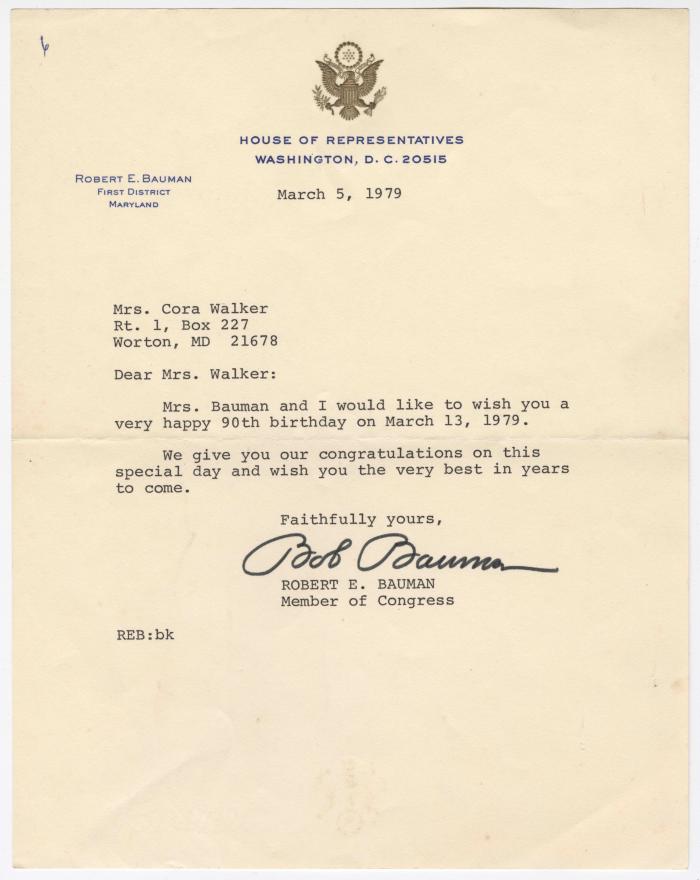 HOUSE OF REPRESENTATIVES
WASHINGTON, D. C. 20515
ROBERT E. BAUMAN
FIRST DISTRICT
MARYLAND
March 5, 1979
Mrs. Cora Walker
Rt. 1, Box 227
Worton, MD  21678
Dear Mrs. Walker:
Mrs. Bauman and I would like to wish you a
very happy 90th birthday on March 13, 1979.
We give you our congratulations on this
special day and wish you the very best in years
to come.
Faithfully yours,
Bob Bauman
ROBERT E. BAUMAN
Member of Congress
REB:bk